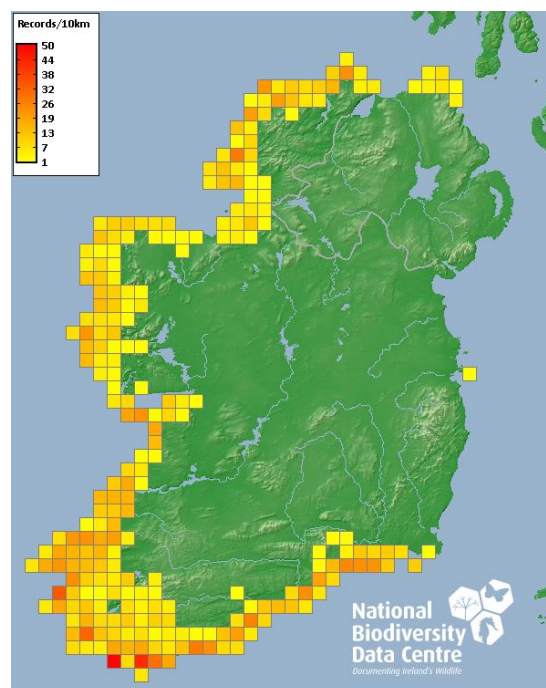 Records/10km
50
44
38
32
26
19
13
7
1
National
Biodiversity
Data Centre
Documenting Ireland's Wildlife